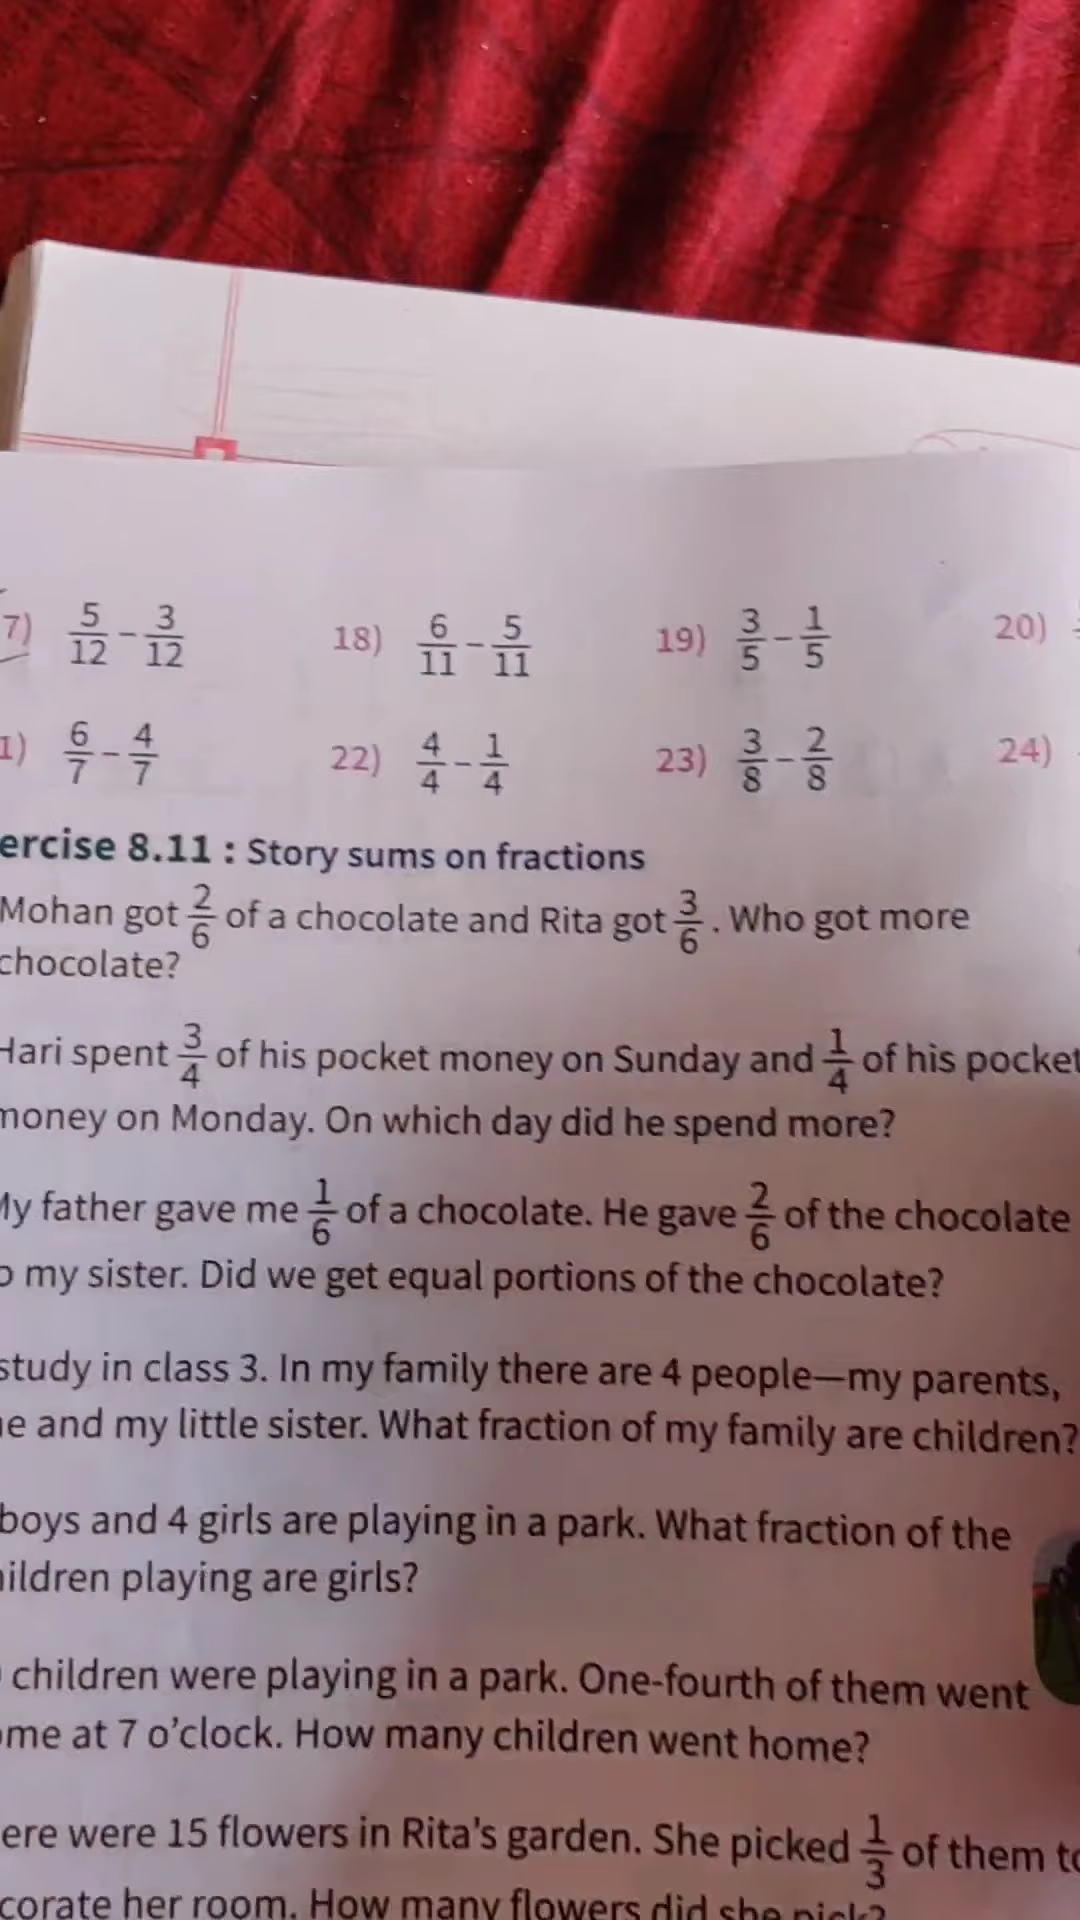 7) 5/12 - 3/12 18) 6/11 - 5/11 19) 3/5 - 1/5 20)
1) 6/7 - 4/7 22) 4/4 - 1/4 23) 3/8 - 2/8 24)
ercise 8.11 : Story sums on fractions
Mohan got 2/6 of a chocolate and Rita got 3/6. Who got more
chocolate?
Hari spent 3/4 of his pocket money on Sunday and 1/4 of his pocket
money on Monday. On which day did he spend more?
My father gave me 1/6 of a chocolate. He gave 2/6 of the chocolate
o my sister. Did we get equal portions of the chocolate?
study in class 3. In my family there are 4 people—my parents,
e and my little sister. What fraction of my family are children?
boys and 4 girls are playing in a park. What fraction of the
ildren playing are girls?
children were playing in a park. One-fourth of them went
ome at 7 o'clock. How many children went home?
ere were 15 flowers in Rita's garden. She picked 1/3 of them to
corate her room. How many flowers did she pick?